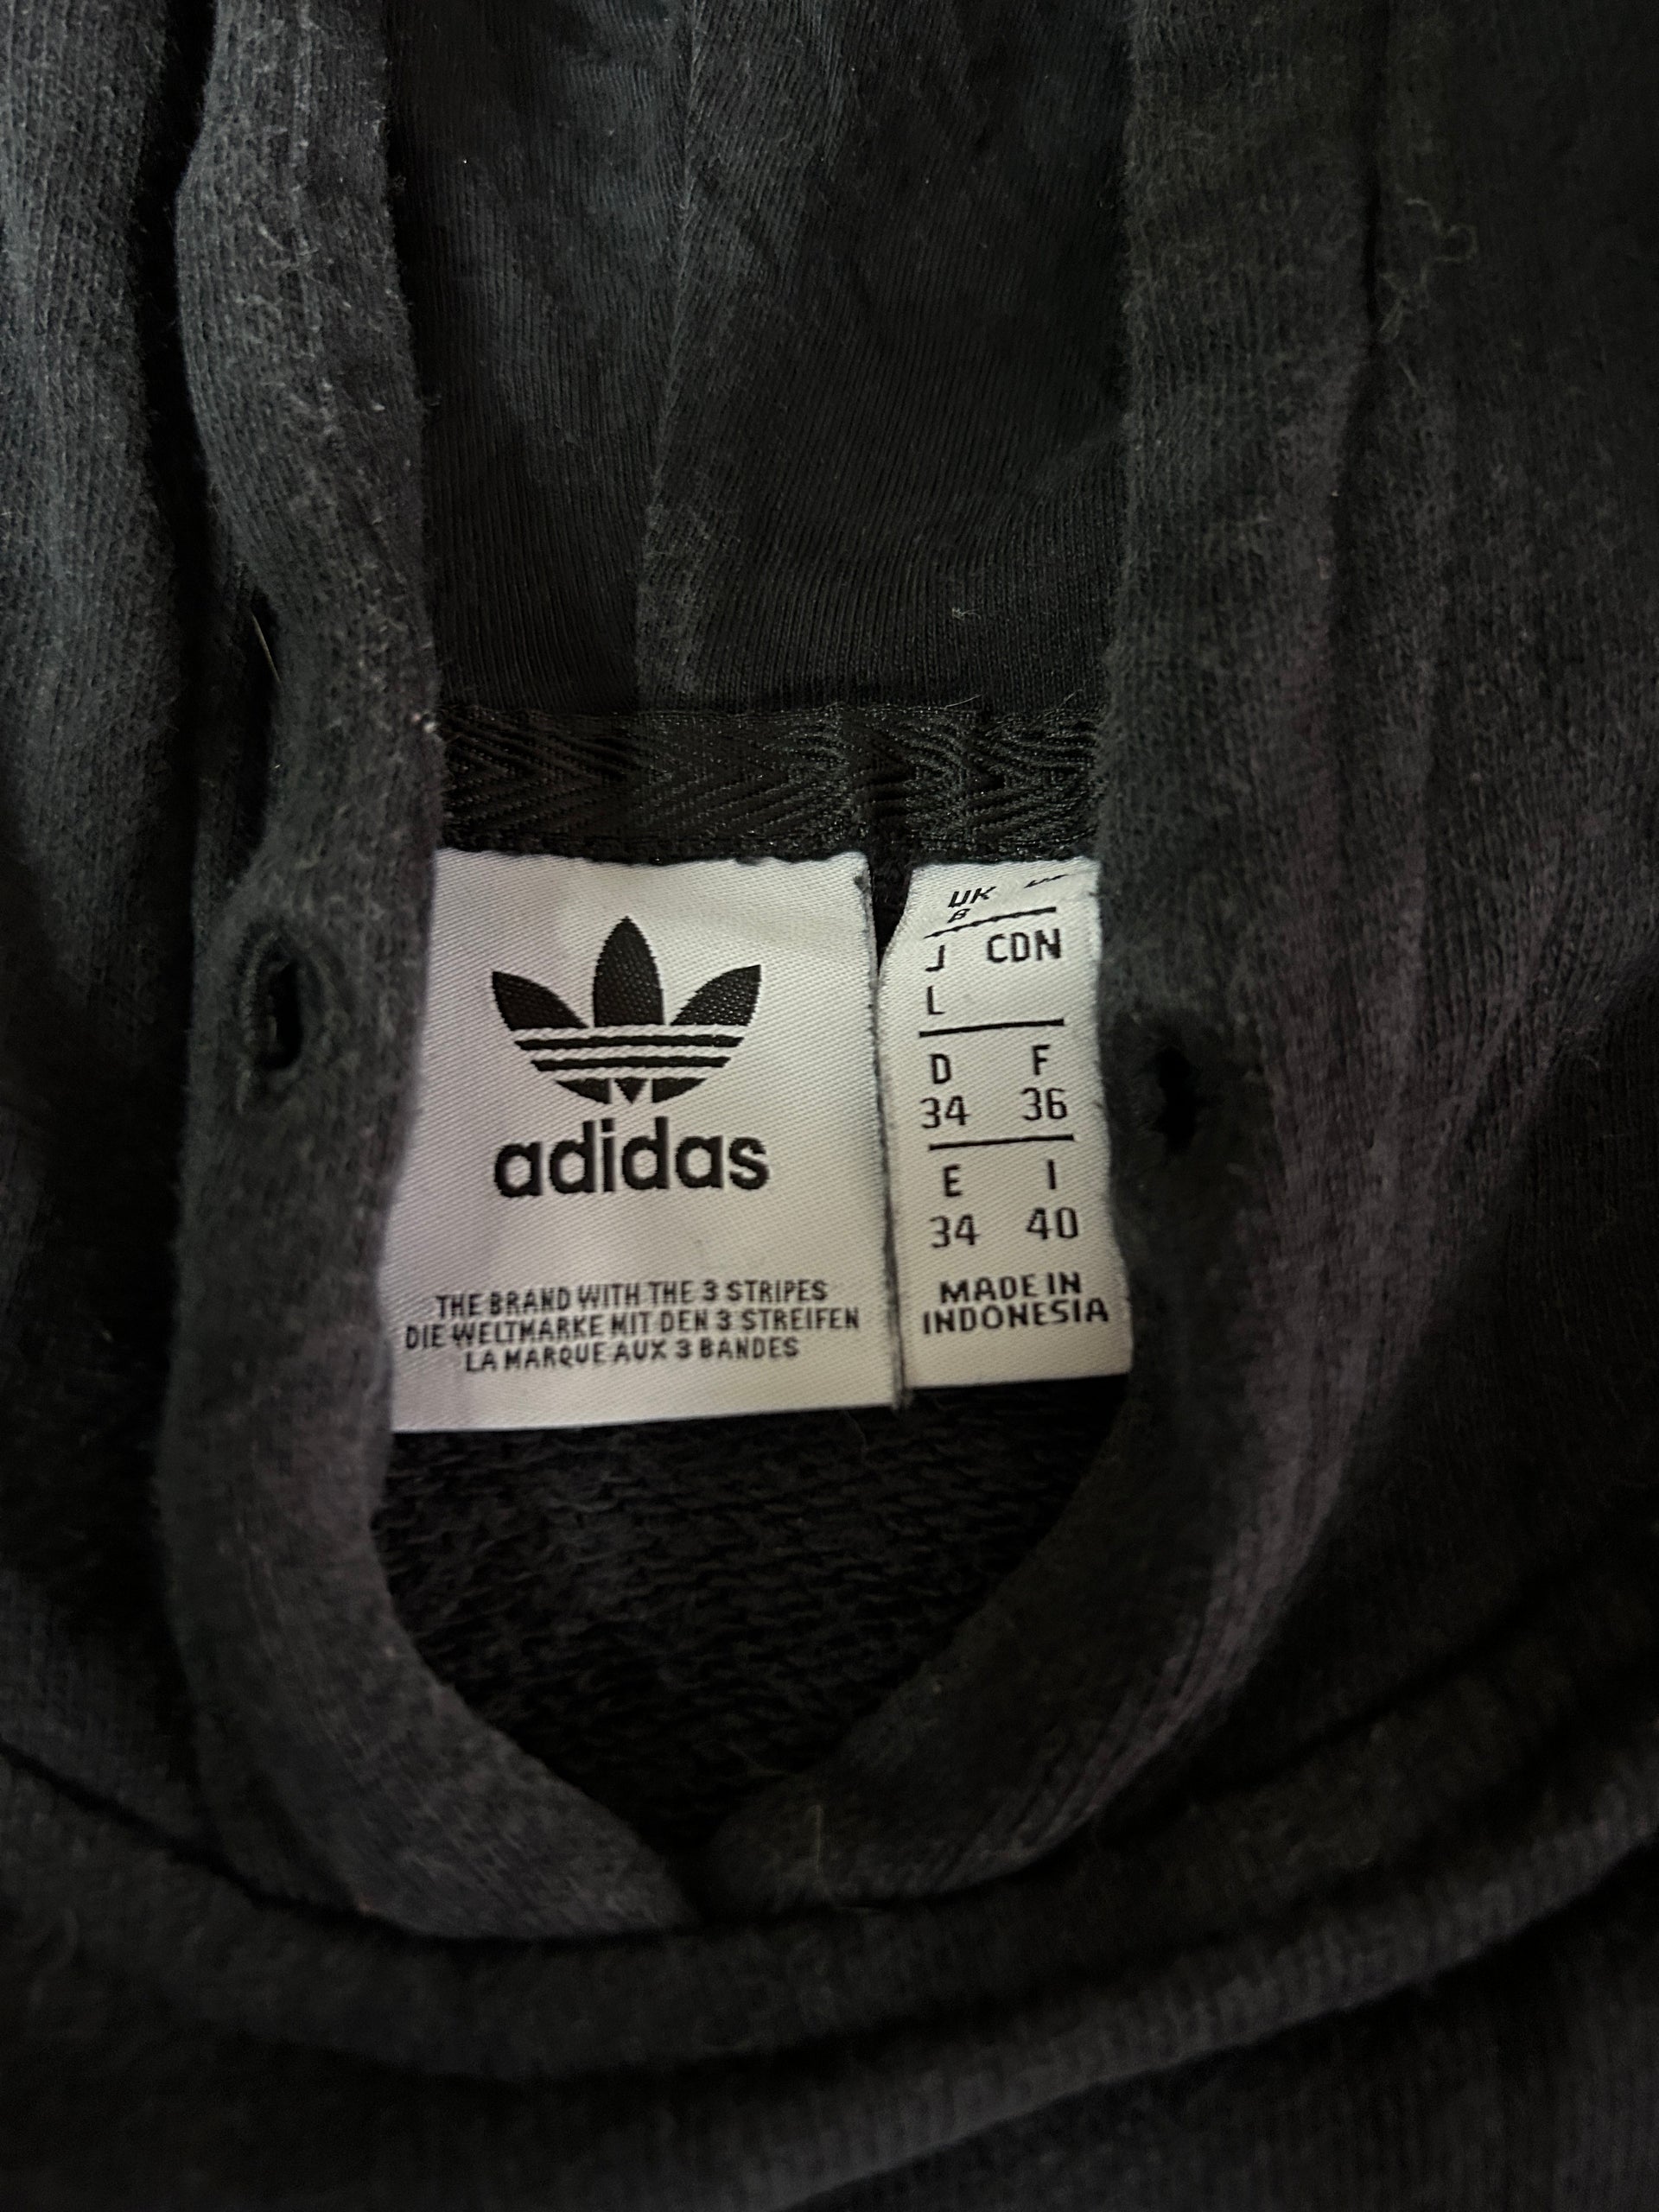 adidas
THE BRAND WITH THE 3 STRIPES
DIE WELTMARKE MIT DEN 3 STREIFEN
LA MARQUE AUX 3 BANDES
UK
8
J CDN
L
D F
34 36
E I
34 40
MADE IN
INDONESIA